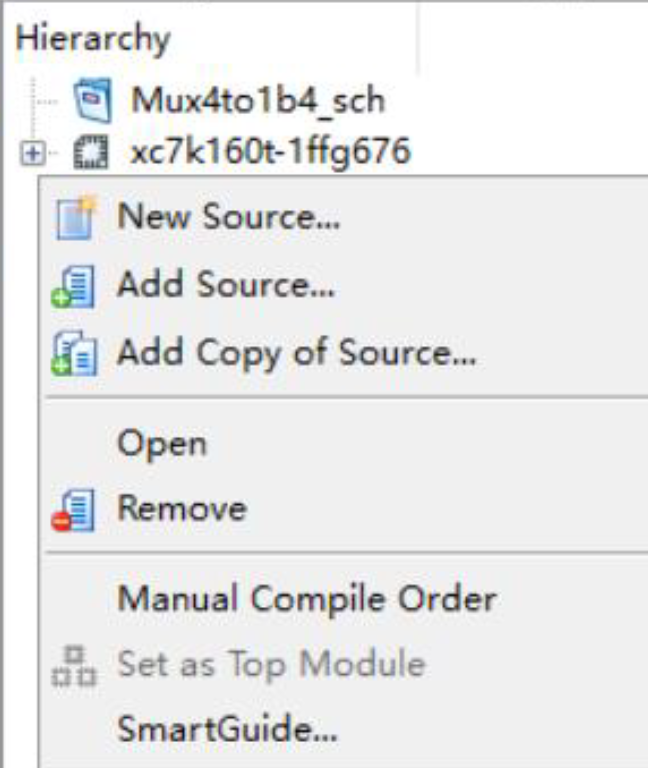 Hierarchy
Mux4to1b4_sch
xc7k160t-1ffg676
New Source...
Add Source...
Add Copy of Source...
Open
Remove
Manual Compile Order
Set as Top Module
SmartGuide...